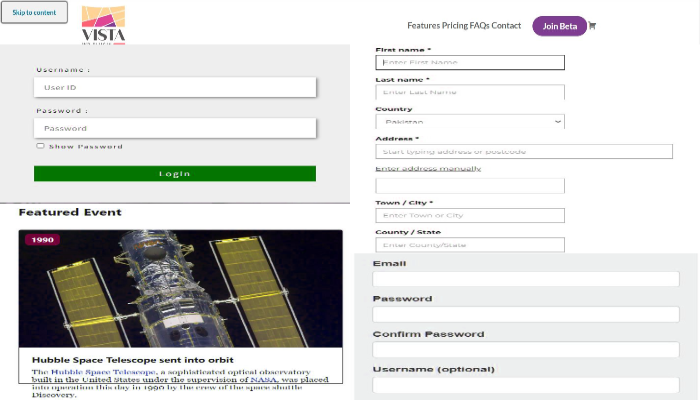 Skip to content
VISTA
Features Pricing FAQs Contact
Join Beta
Username :
User ID
Password :
Password
Show Password
LogIn
Featured Event
1990
Hubble Space Telescope sent into orbit
The Hubble Space Telescope, a sophisticated optical observatory
built in the United States under the supervision of NASA, was placed
into operation this day in 1990 by the crew of the space shuttle
Discovery.
First name *
Enter First Name
Last name *
Enter Last Name
Country
Pakistan
Address *
Start typing address or postcode
Enter address manually
Town / City *
Enter Town or City
County / State
Enter County/State
Email
Password
Confirm Password
Username (optional)